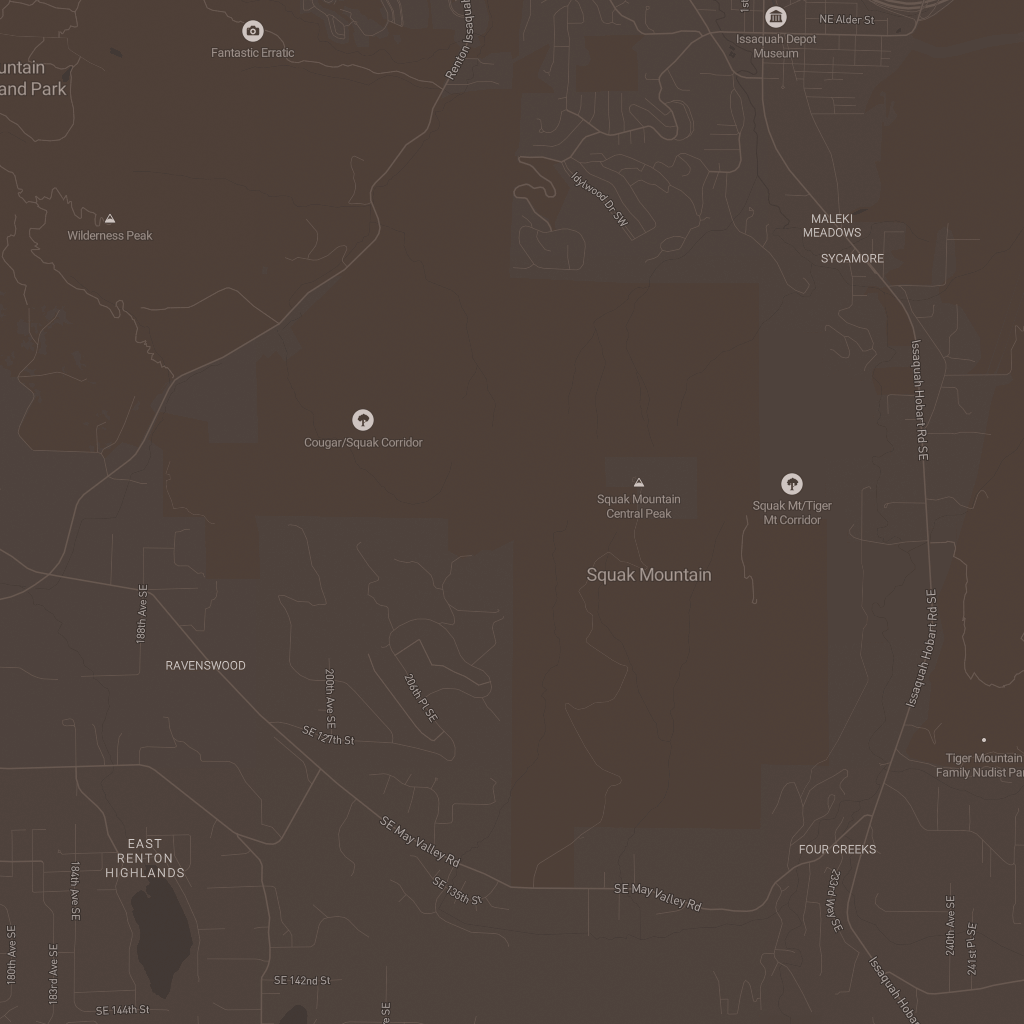 1st
NE Alder St
Issaquah Depot
Museum
Fantastic Erratic
Renton Issaquah
untain
and Park
Idylwood Dr SW
Wilderness Peak
MALEKI
MEADOWS
SYCAMORE
Issaquah Hobart Rd SE
Cougar/Squak Corridor
Squak Mountain
Central Peak
Squak Mt/Tiger
Mt Corridor
Squak Mountain
188th Ave SE
Issaquah Hobart Rd SE
RAVENSWOOD
200th Ave SE
206th Pl SE
SE 127th St
Tiger Mountain
Family Nudist Par
SE May Valley Rd
FOUR CREEKS
EAST
RENTON
HIGHLANDS
184th Ave SE
SE 135th St
SE May Valley Rd
233rd Way SE
240th Ave SE
241st Pl SE
180th Ave SE
183rd Ave SE
SE 142nd St
Issaquah Hobar
SE 144th St
e SE